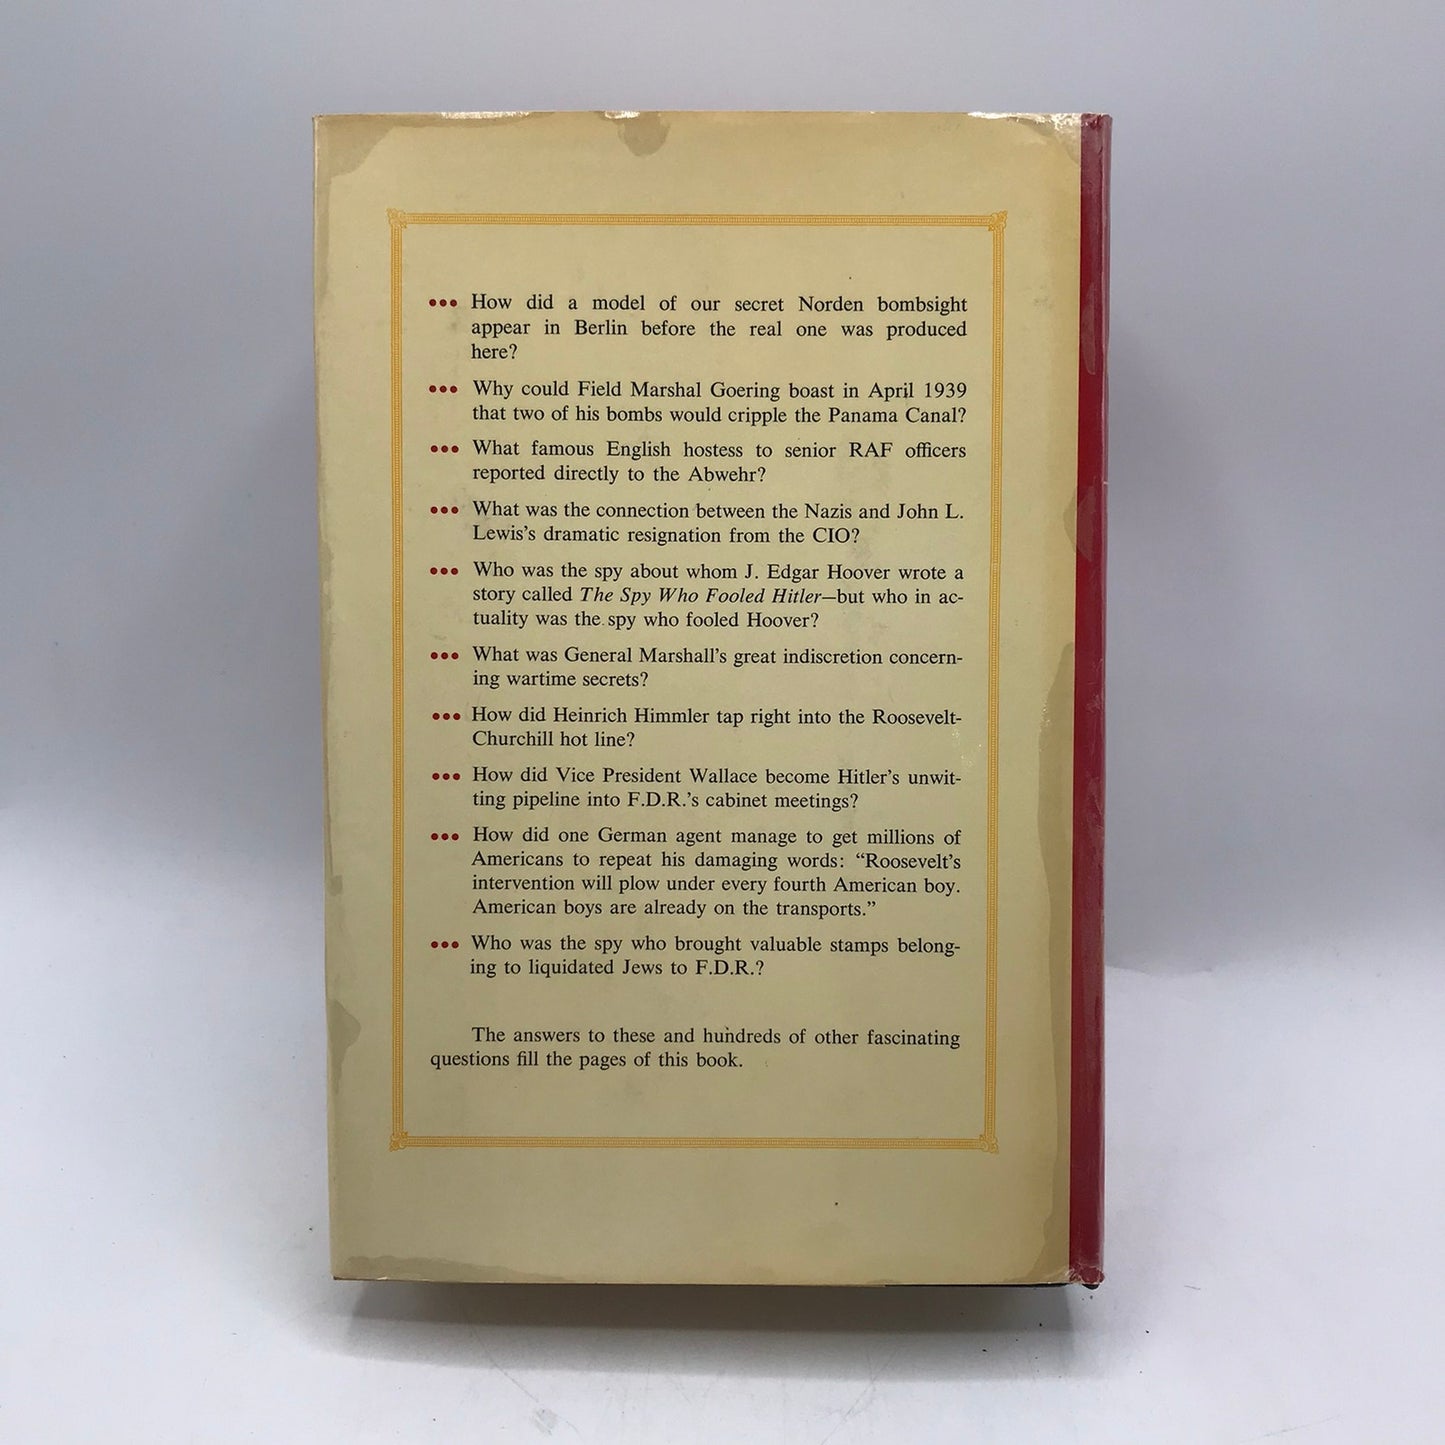 ••• How did a model of our secret Norden bombsight
appear in Berlin before the real one was produced
here?
••• Why could Field Marshal Goering boast in April 1939
that two of his bombs would cripple the Panama Canal?
••• What famous English hostess to senior RAF officers
reported directly to the Abwehr?
••• What was the connection between the Nazis and John L.
Lewis's dramatic resignation from the CIO?
••• Who was the spy about whom J. Edgar Hoover wrote a
story called The Spy Who Fooled Hitler—but who in ac-
tuality was the spy who fooled Hoover?
••• What was General Marshall's great indiscretion concern-
ing wartime secrets?
••• How did Heinrich Himmler tap right into the Roosevelt-
Churchill hot line?
••• How did Vice President Wallace become Hitler's unwit-
ting pipeline into F.D.R.'s cabinet meetings?
••• How did one German agent manage to get millions of
Americans to repeat his damaging words: “Roosevelt's
intervention will plow under every fourth American boy.
American boys are already on the transports.”
••• Who was the spy who brought valuable stamps belong-
ing to liquidated Jews to F.D.R.?
The answers to these and hundreds of other fascinating
questions fill the pages of this book.